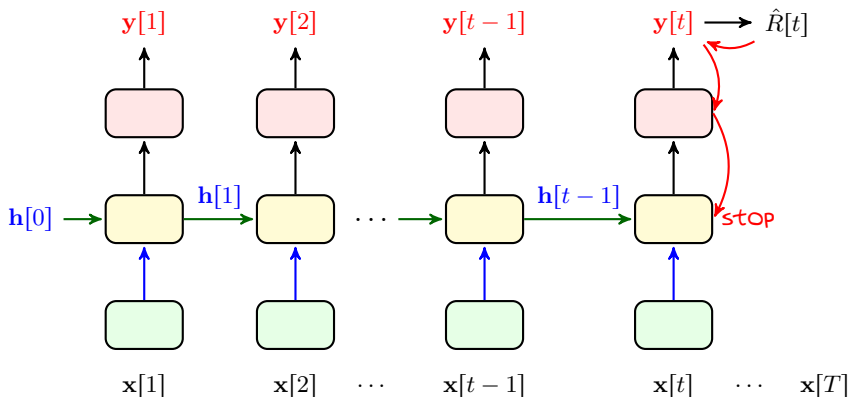 y[1] y[2] y[t−1] y[t] R̂[t]
h[1] h[t−1]
h[0] ··· STOP
x[1] x[2] ··· x[t−1] x[t] ··· x[T]